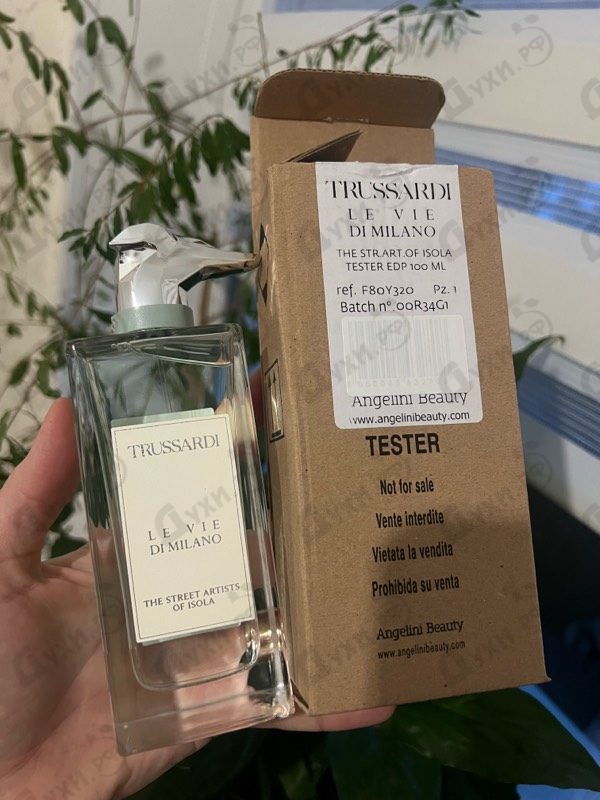 TRUSSARDI
LE VIE
DI MILANO
THE STR.ART.OF ISOLA
TESTER EDP 100 ML
ref. F80Y320 Pz. 1
Batch n°. 00R34G1
Angelini Beauty
www.angelinibeauty.com
TESTER
Not for sale
Vente interdite
Vietata la vendita
Prohibida su venta
Angelini Beauty
www.angelinibeauty.com
TRUSSARDI
LE VIE
DI MILANO
THE STREET ARTISTS
OF ISOLA
Духи.РФ